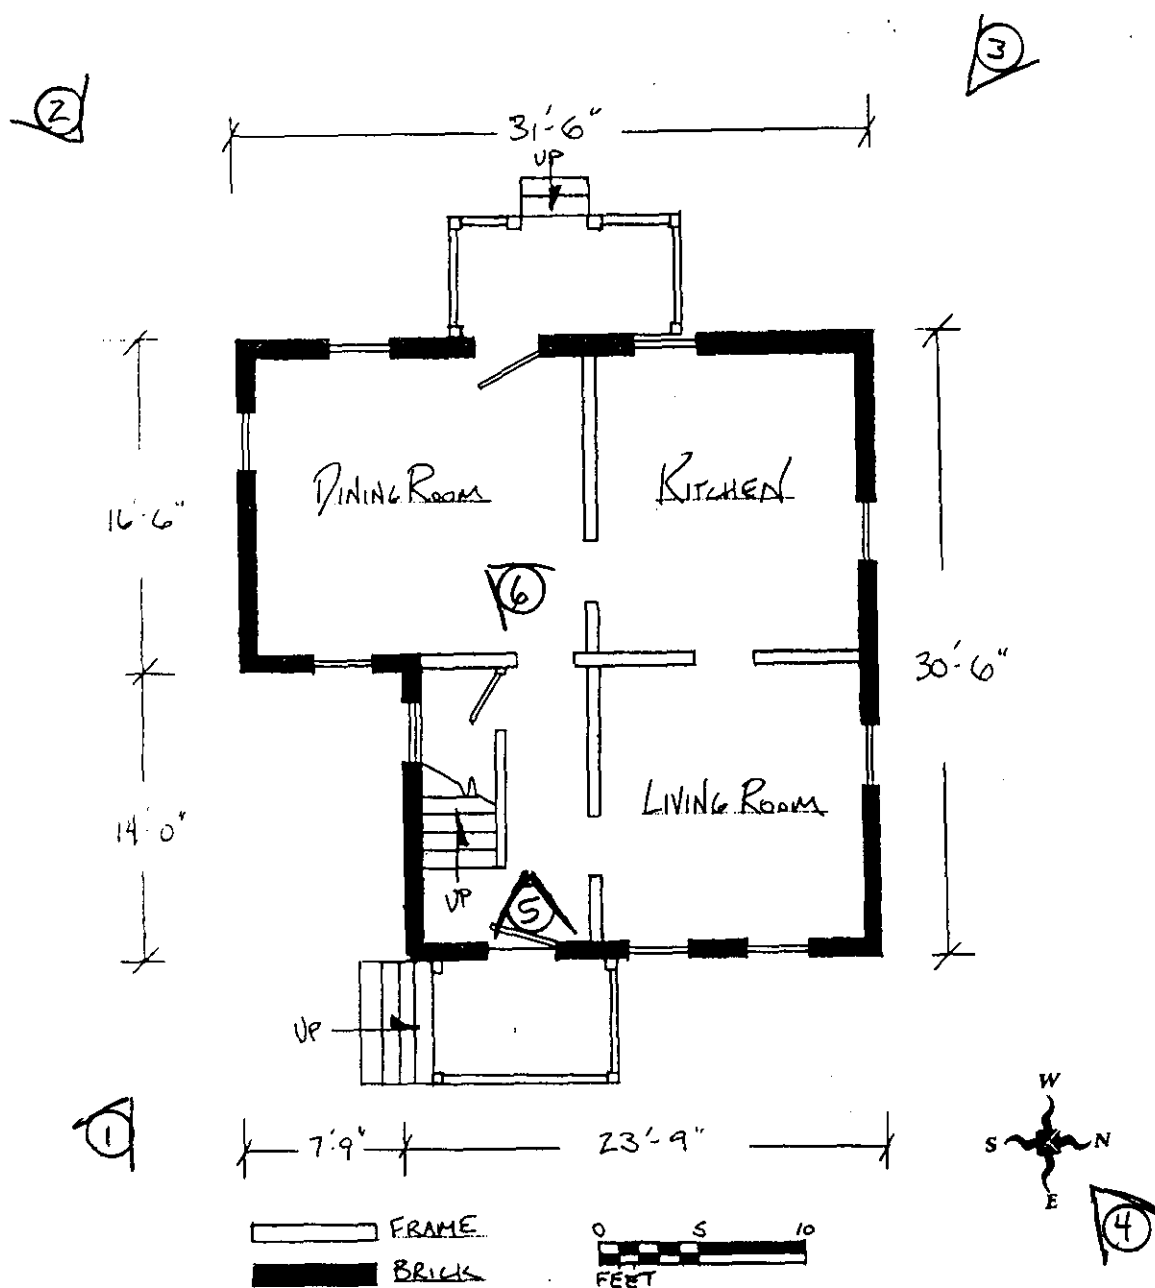 3
2
31'-6"
UP
DINING ROOM
KITCHEN
16'-6"
6
30'-6"
LIVING ROOM
14'-0"
UP
5
UP
W
S N
E
1
7'-9"
23'-9"
4
FRAME
0 5 10
BRICK
FEET